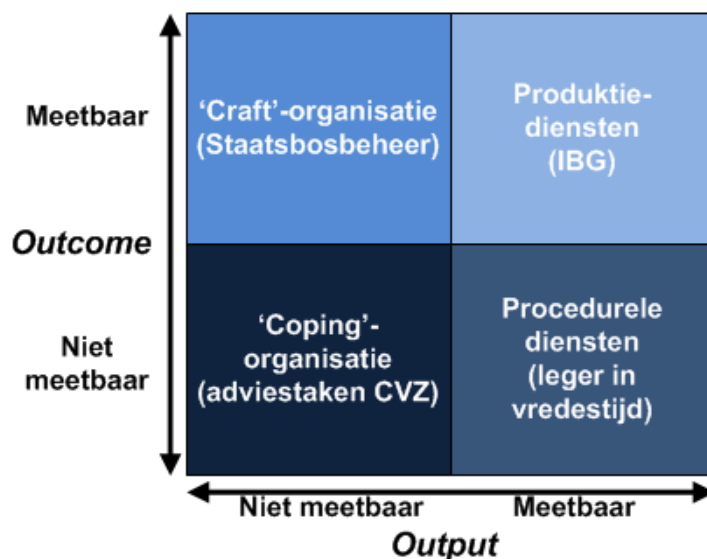 Meetbaar
Outcome
Niet
meetbaar
‘Craft’-organisatie
(Staatsbosbeheer)
Produktie-
diensten
(IBG)
‘Coping’-
organisatie
(adviestaken CVZ)
Procedurele
diensten
(leger in
vredestijd)
Niet meetbaar
Meetbaar
Output